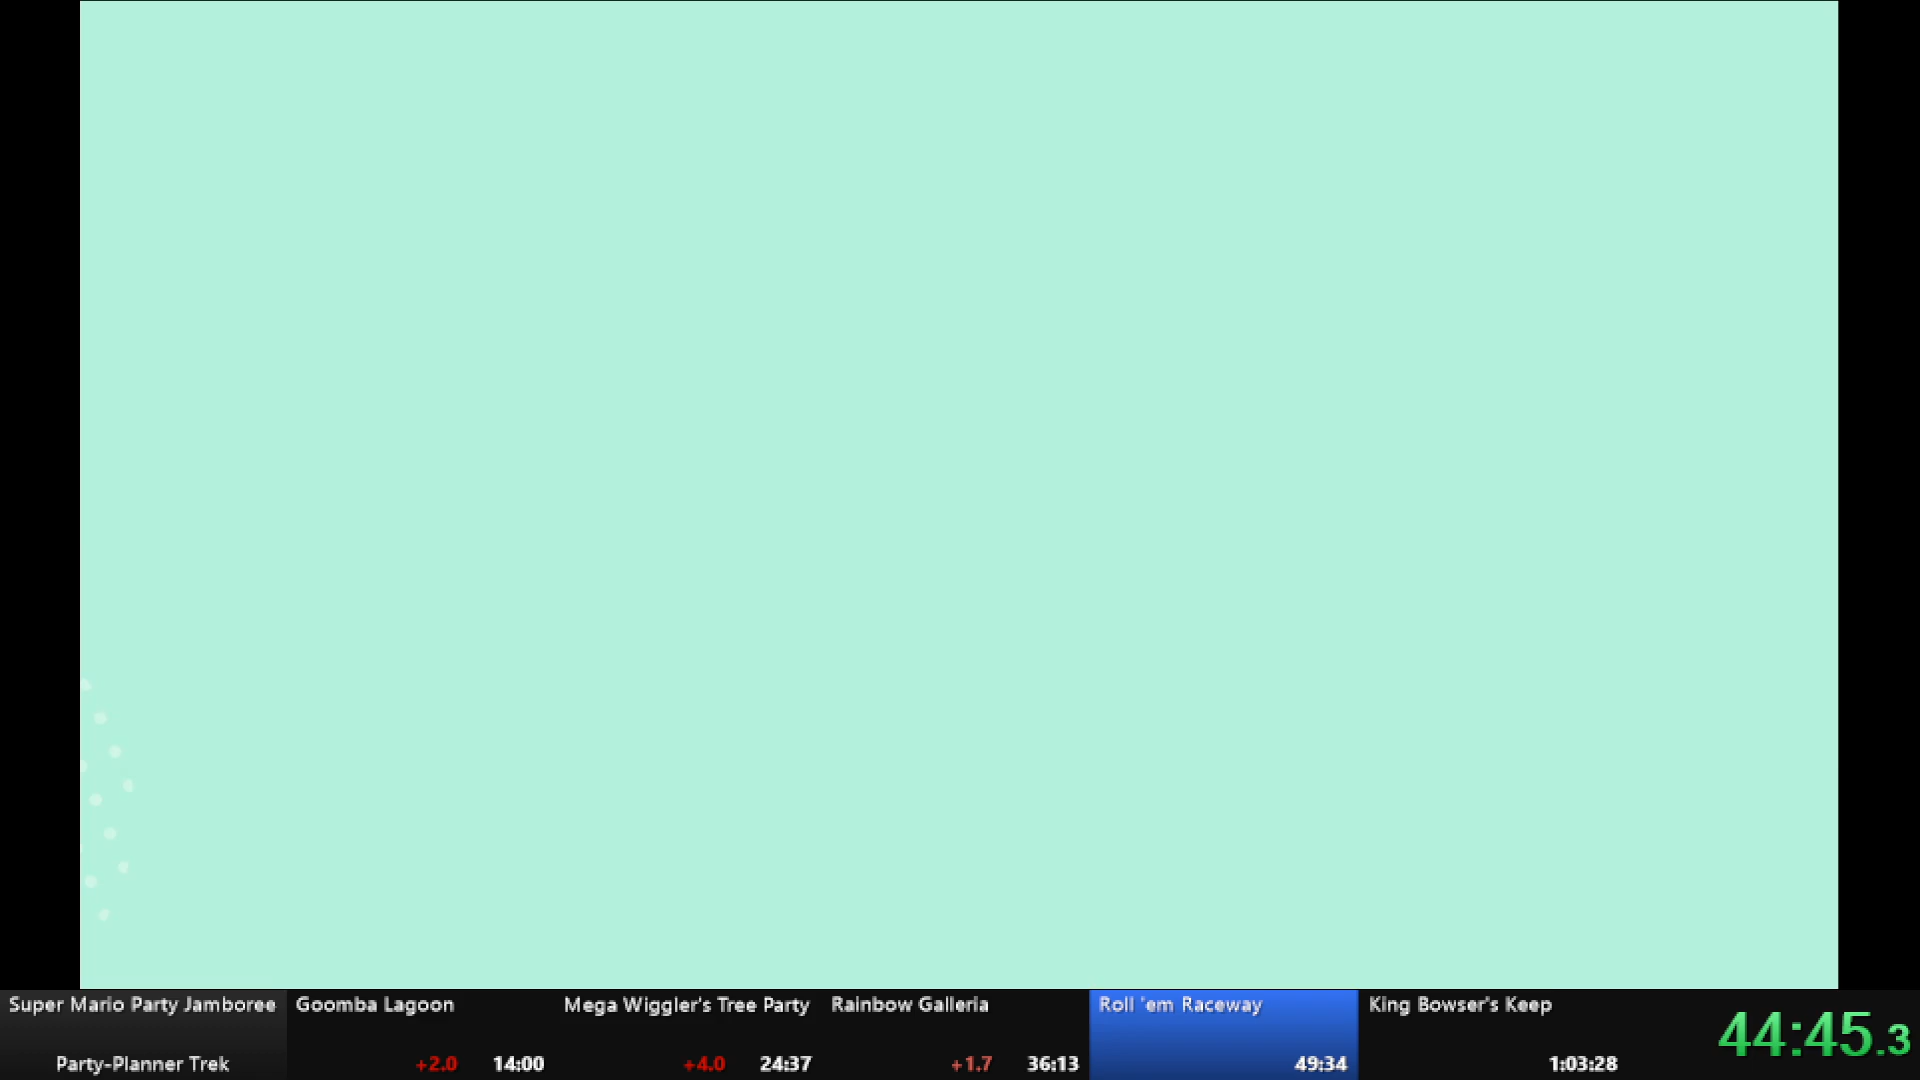 Super Mario Party Jamboree
Party-Planner Trek
Goomba Lagoon
+2.0 14:00
Mega Wiggler's Tree Party
+4.0 24:37
Rainbow Galleria
+1.7 36:13
Roll 'em Raceway
49:34
King Bowser's Keep
1:03:28
44:45.3